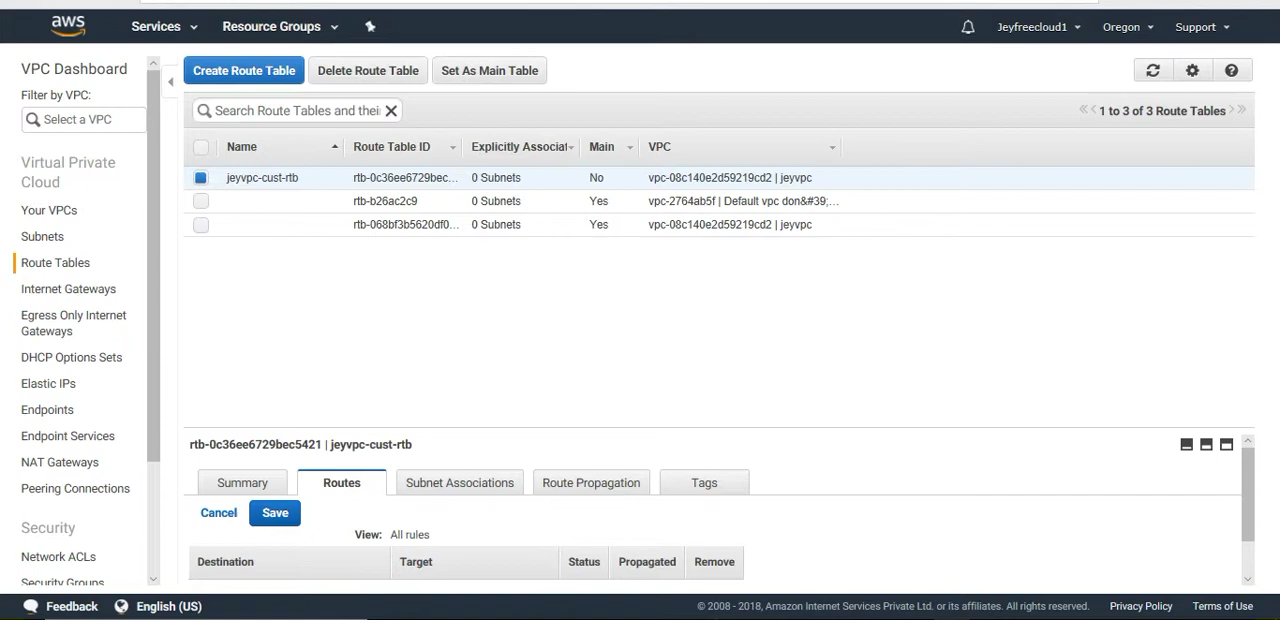 aws Services Resource Groups Jeyfreecloud1 Oregon Support
VPC Dashboard
Filter by VPC:
Select a VPC
Virtual Private
Cloud
Your VPCs
Subnets
Route Tables
Internet Gateways
Egress Only Internet
Gateways
DHCP Options Sets
Elastic IPs
Endpoints
Endpoint Services
NAT Gateways
Peering Connections
Security
Network ACLs
Security Groups
Create Route Table Delete Route Table Set As Main Table
Search Route Tables and thei
1 to 3 of 3 Route Tables
Name Route Table ID Explicitly Associat Main VPC
jeyvpc-cust-rtb rtb-0c36ee6729bec... 0 Subnets No vpc-08c140e2d59219cd2 | jeyvpc
rtb-b26ac2c9 0 Subnets Yes vpc-2764ab5f | Default vpc don&#39;...
rtb-068bf3b5620df0... 0 Subnets Yes vpc-08c140e2d59219cd2 | jeyvpc
rtb-0c36ee6729bec5421 | jeyvpc-cust-rtb
Summary Routes Subnet Associations Route Propagation Tags
Cancel Save
View: All rules
Destination Target Status Propagated Remove
Feedback English (US) © 2008 - 2018, Amazon Internet Services Private Ltd. or its affiliates. All rights reserved. Privacy Policy Terms of Use